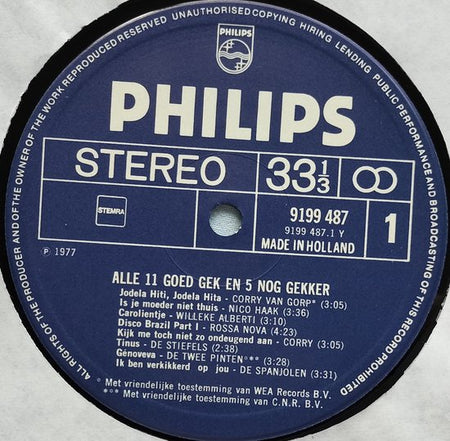 ALL RIGHTS OF THE PRODUCER AND OF THE OWNER OF THE WORK REPRODUCED RESERVED UNAUTHORISED COPYING HIRING LENDING PUBLIC PERFORMANCE AND BROADCASTING OF THIS RECORD PROHIBITED
PHILIPS
PHILIPS
STEREO
33 1/3
STEMRA
9199 487
9199 487.1 Y
MADE IN HOLLAND
1
℗ 1977
ALLE 11 GOED GEK EN 5 NOG GEKKER
Jodela Hiti, Jodela Hita - CORRY VAN GORP* (3:05)
Is je moeder niet thuis - NICO HAAK (3:36)
Carolientje - WILLEKE ALBERTI (3:10)
Disco Brazil Part I - ROSSA NOVA (4:23)
Kijk me toch niet zo ondeugend aan - CORRY (3:05)
Tinus - DE STIEFELS (2:38)
Génoveva - DE TWEE PINTEN** (3:28)
Ik ben verkikkerd op jou - DE SPANJOLEN (3:31)
* Met vriendelijke toestemming van WEA Records B.V.
** Met vriendelijke toestemming van C.N.R. B.V.